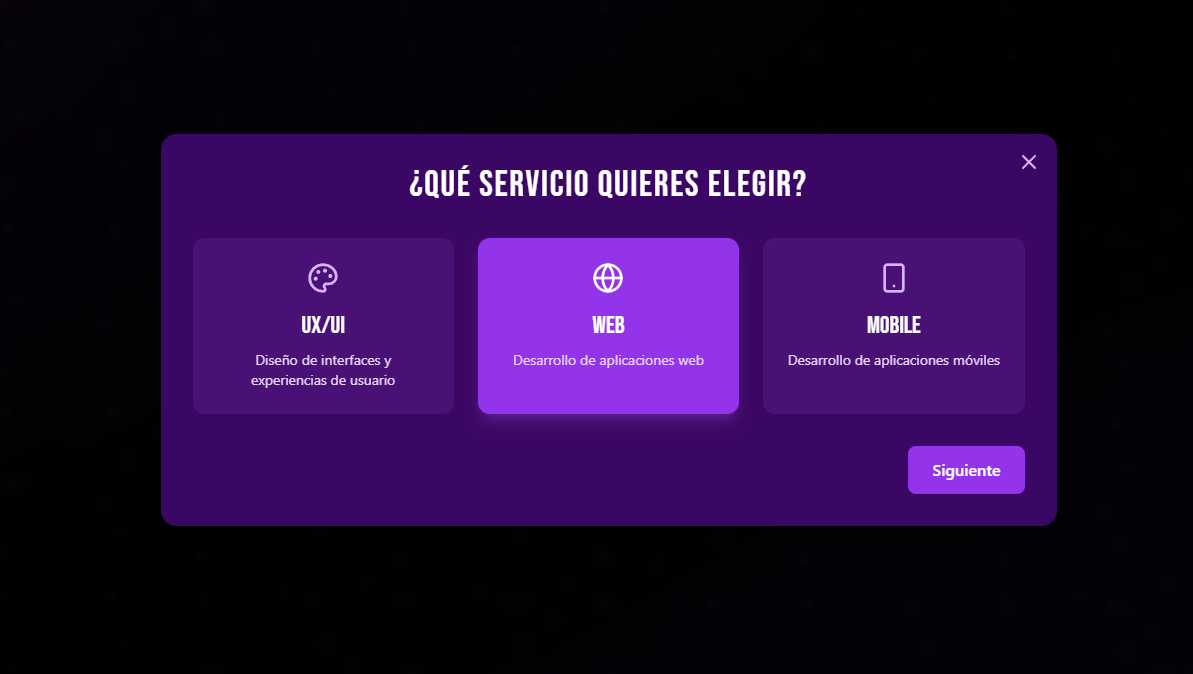 ¿QUÉ SERVICIO QUIERES ELEGIR?
UX/UI
Diseño de interfaces y
experiencias de usuario
WEB
Desarrollo de aplicaciones web
MOBILE
Desarrollo de aplicaciones móviles
Siguiente